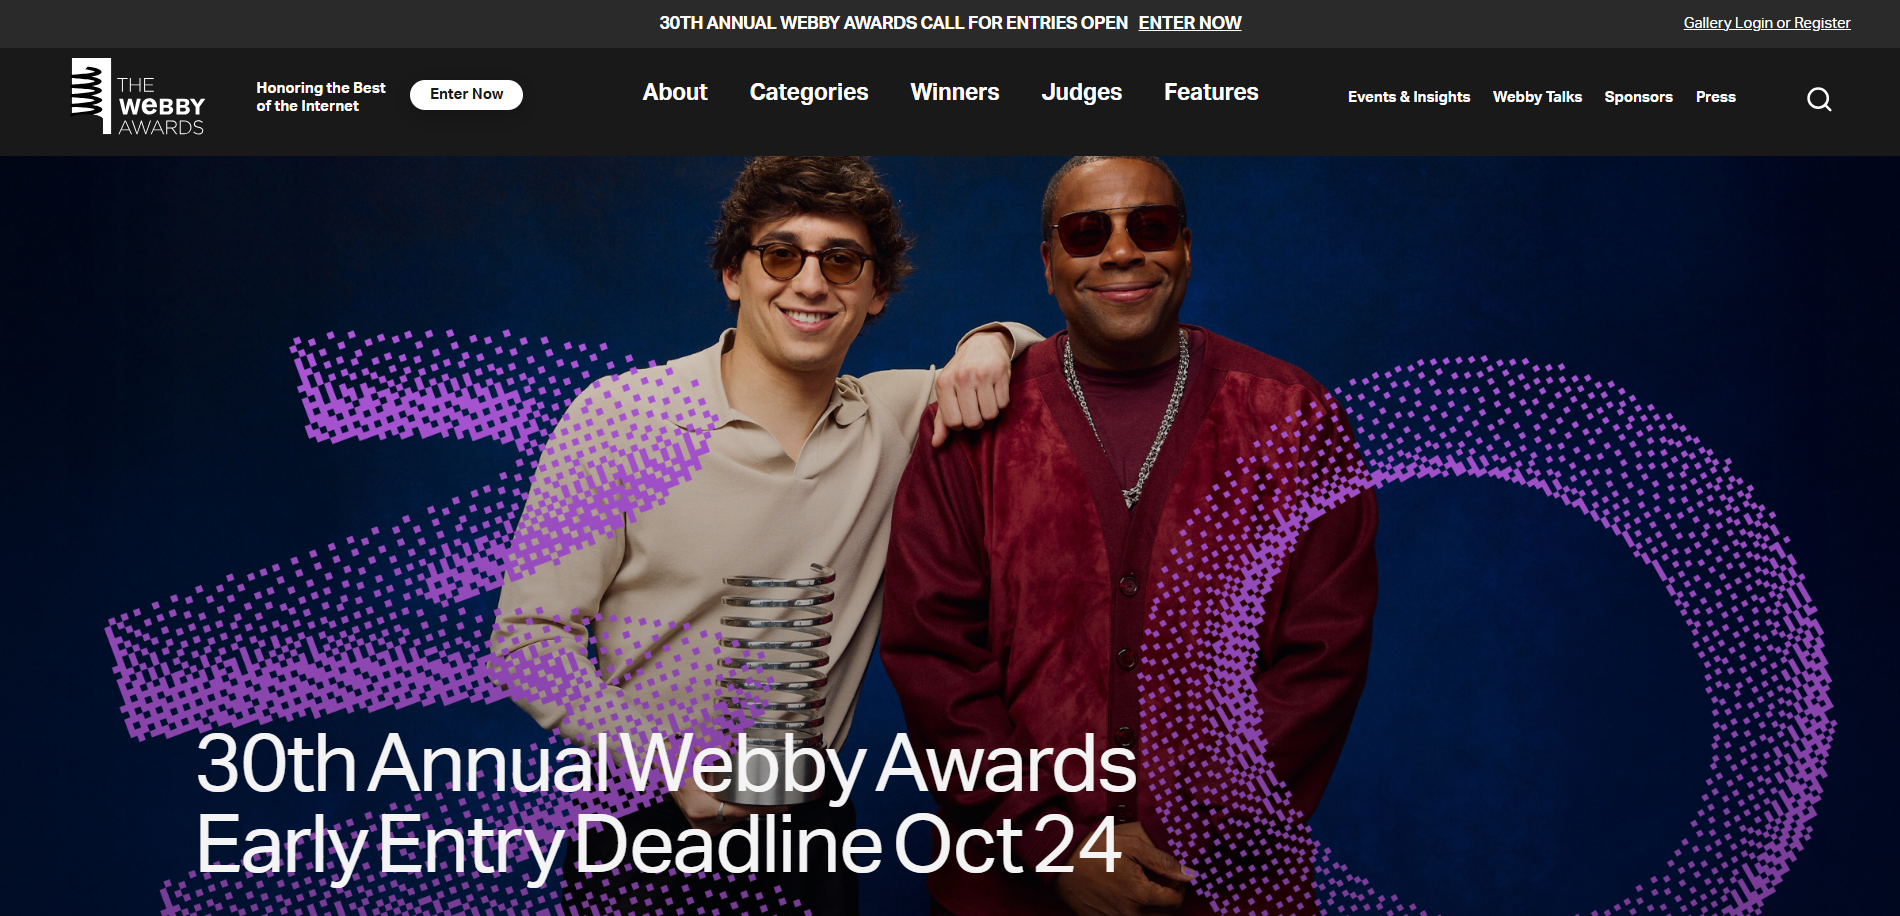 30TH ANNUAL WEBBY AWARDS CALL FOR ENTRIES OPEN ENTER NOW
Gallery Login or Register
THE
WeBBY
AWARDS
Honoring the Best
of the Internet
Enter Now
About
Categories
Winners
Judges
Features
Events & Insights
Webby Talks
Sponsors
Press
30
30th Annual Webby Awards
Early Entry Deadline Oct 24